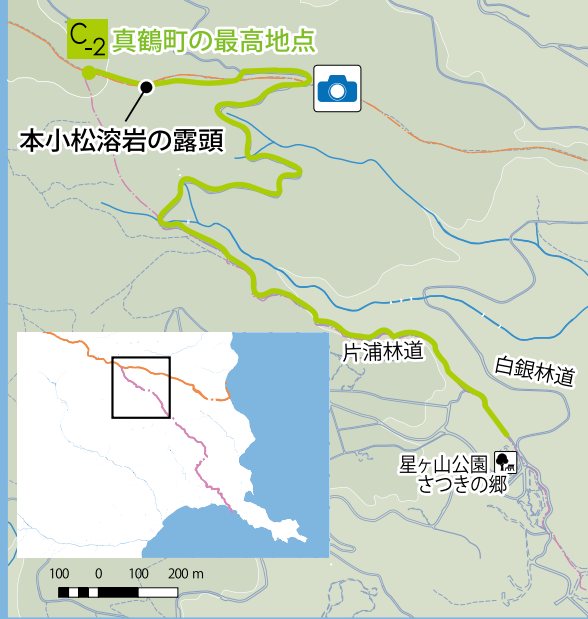 C-2 真鶴町の最高地点
本小松溶岩の露頭
片浦林道
白銀林道
星ヶ山公園
さつきの郷
100 0 100 200 m